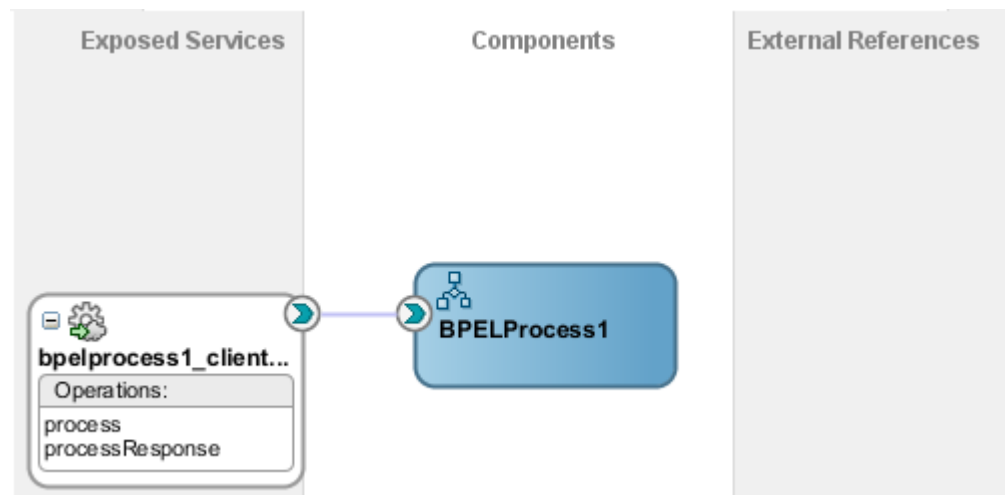 Exposed Services
Components
External References
bpelprocess1_client...
Operations:
process
processResponse
BPELProcess1